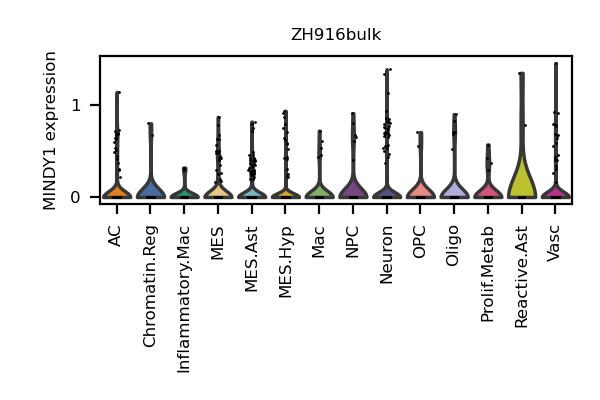 ZH916bulk
MINDY1 expression
1
0
AC
Chromatin.Reg
Inflammatory.Mac
MES
MES.Ast
MES.Hyp
Mac
NPC
Neuron
OPC
Oligo
Prolif.Metab
Reactive.Ast
Vasc